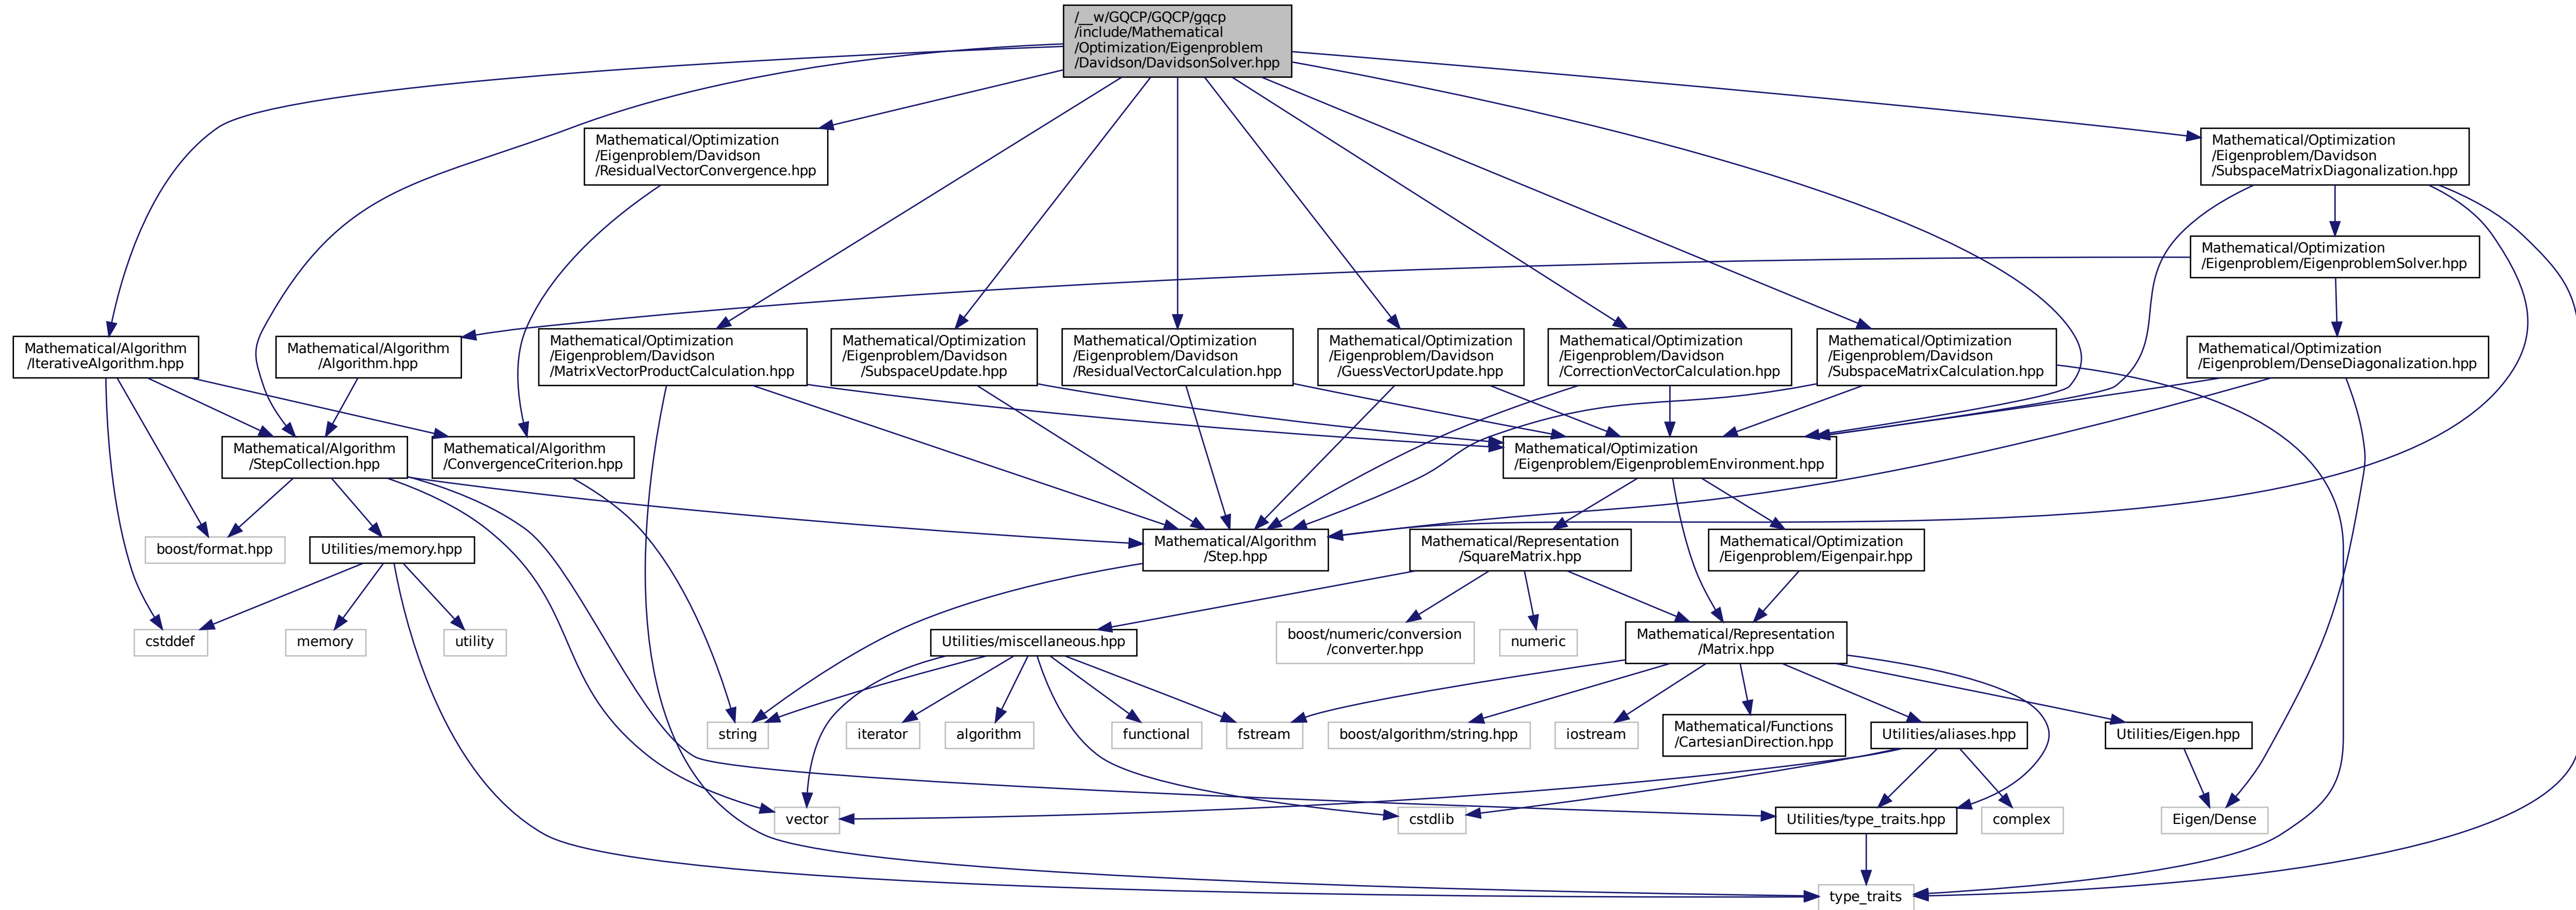 /__w/GQCP/GQCP/gqcp
/include/Mathematical
/Optimization/Eigenproblem
/Davidson/DavidsonSolver.hpp
Mathematical/Optimization
/Eigenproblem/Davidson
/ResidualVectorConvergence.hpp
Mathematical/Optimization
/Eigenproblem/Davidson
/SubspaceMatrixDiagonalization.hpp
Mathematical/Optimization
/Eigenproblem/EigenproblemSolver.hpp
Mathematical/Algorithm
/IterativeAlgorithm.hpp
Mathematical/Algorithm
/Algorithm.hpp
Mathematical/Optimization
/Eigenproblem/Davidson
/MatrixVectorProductCalculation.hpp
Mathematical/Optimization
/Eigenproblem/Davidson
/SubspaceUpdate.hpp
Mathematical/Optimization
/Eigenproblem/Davidson
/ResidualVectorCalculation.hpp
Mathematical/Optimization
/Eigenproblem/Davidson
/GuessVectorUpdate.hpp
Mathematical/Optimization
/Eigenproblem/Davidson
/CorrectionVectorCalculation.hpp
Mathematical/Optimization
/Eigenproblem/Davidson
/SubspaceMatrixCalculation.hpp
Mathematical/Optimization
/Eigenproblem/DenseDiagonalization.hpp
Mathematical/Algorithm
/StepCollection.hpp
Mathematical/Algorithm
/ConvergenceCriterion.hpp
Mathematical/Optimization
/Eigenproblem/EigenproblemEnvironment.hpp
boost/format.hpp
Utilities/memory.hpp
Mathematical/Algorithm
/Step.hpp
Mathematical/Representation
/SquareMatrix.hpp
Mathematical/Optimization
/Eigenproblem/Eigenpair.hpp
cstddef
memory
utility
Utilities/miscellaneous.hpp
boost/numeric/conversion
/converter.hpp
numeric
Mathematical/Representation
/Matrix.hpp
string
iterator
algorithm
functional
fstream
boost/algorithm/string.hpp
iostream
Mathematical/Functions
/CartesianDirection.hpp
Utilities/aliases.hpp
Utilities/Eigen.hpp
vector
cstdlib
Utilities/type_traits.hpp
complex
Eigen/Dense
type_traits